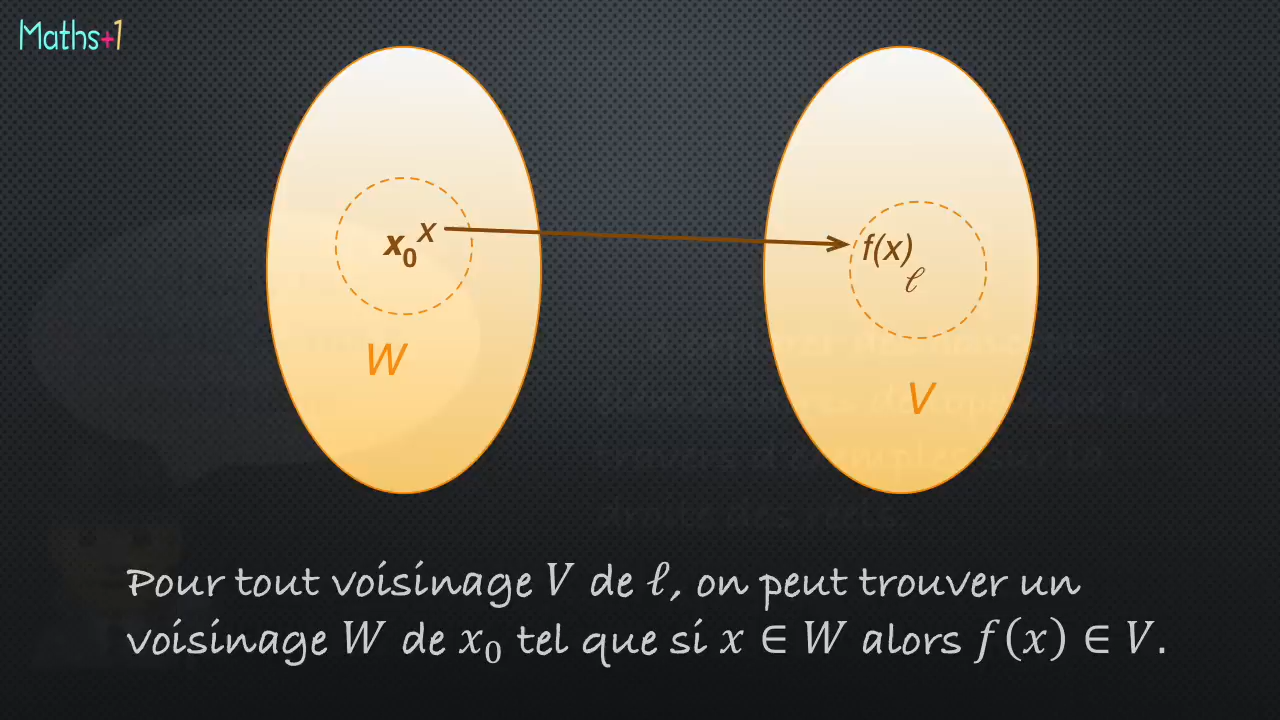 Maths+1
x₀ x
f(x)
ℓ
W
V
Pour tout voisinage V de ℓ, on peut trouver un
voisinage W de x₀ tel que si x ∈ W alors f(x) ∈ V.